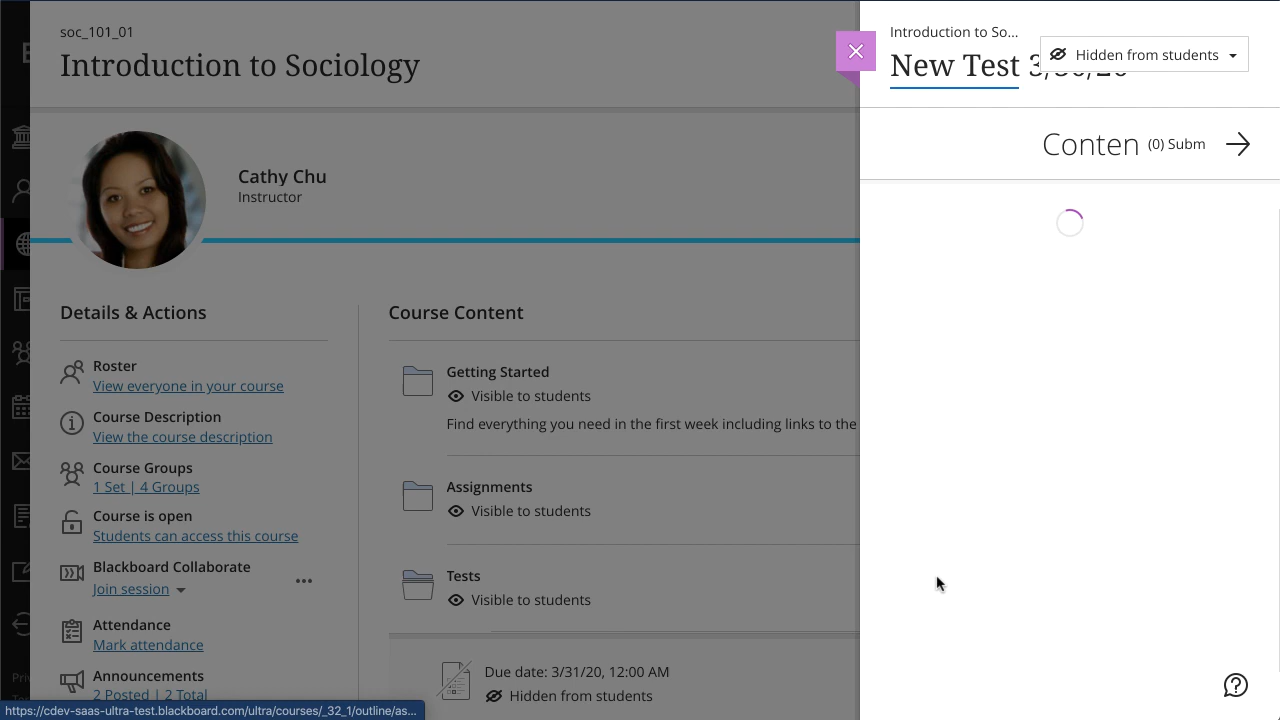 soc_101_01
Introduction to Sociology
Cathy Chu
Instructor
Details & Actions
Roster
View everyone in your course
Course Description
View the course description
Course Groups
1 Set | 4 Groups
Course is open
Students can access this course
Blackboard Collaborate
Join session
Attendance
Mark attendance
Announcements
2 Posted | 2 Total
Course Content
Getting Started
Visible to students
Find everything you need in the first week including links to the
Assignments
Visible to students
Tests
Visible to students
Due date: 3/31/20, 12:00 AM
Hidden from students
Introduction to So...
New Test 3/30/20
Hidden from students
Conten (0) Subm
Priv
https://cdev-saas-ultra-test.blackboard.com/ultra/courses/_32_1/outline/as...